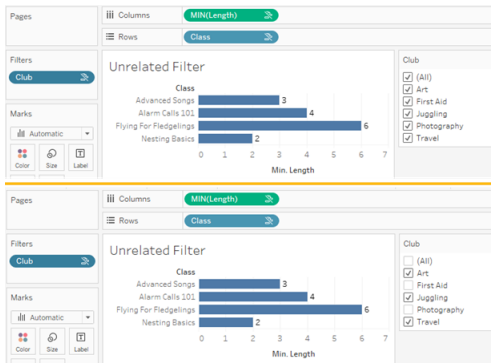 Pages
Columns
MIN(Length)
Rows
Class
Filters
Club
Marks
Automatic
Color
Size
Label
Unrelated Filter
Class
Advanced Songs
3
Alarm Calls 101
4
Flying For Fledgelings
6
Nesting Basics
2
0 1 2 3 4 5 6 7
Min. Length
Club
(All)
Art
First Aid
Juggling
Photography
Travel
Pages
Columns
MIN(Length)
Rows
Class
Filters
Club
Marks
Automatic
Color
Size
Label
Unrelated Filter
Class
Advanced Songs
3
Alarm Calls 101
4
Flying For Fledgelings
6
Nesting Basics
2
0 1 2 3 4 5 6 7
Min. Length
Club
(All)
Art
First Aid
Juggling
Photography
Travel